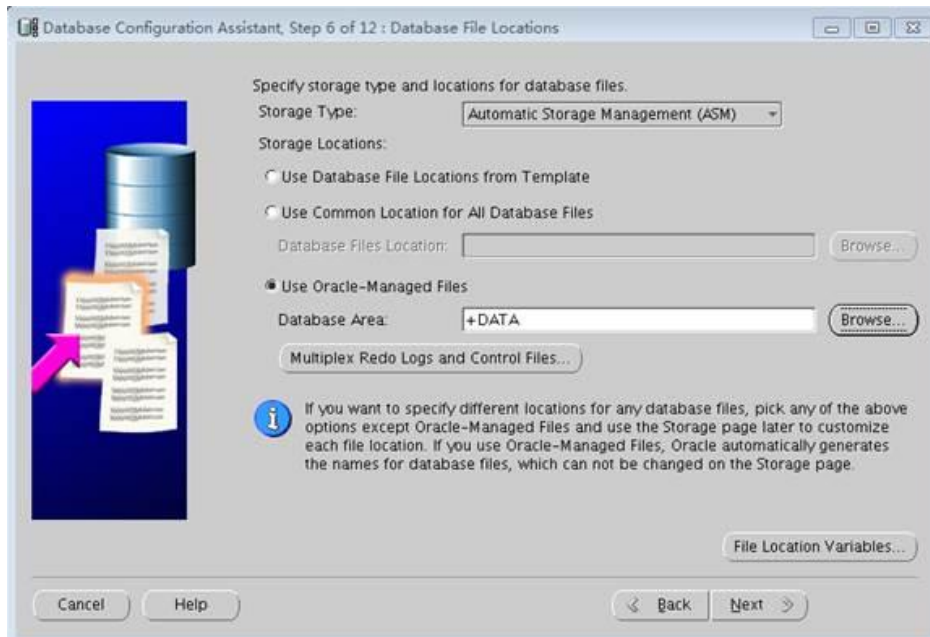 Database Configuration Assistant, Step 6 of 12 : Database File Locations
Specify storage type and locations for database files.
Storage Type: Automatic Storage Management (ASM)
Storage Locations:
Use Database File Locations from Template
Use Common Location for All Database Files
Database Files Location: Browse...
Use Oracle-Managed Files
Database Area: +DATA Browse...
Multiplex Redo Logs and Control Files...
If you want to specify different locations for any database files, pick any of the above
options except Oracle-Managed Files and use the Storage page later to customize
each file location. If you use Oracle-Managed Files, Oracle automatically generates
the names for database files, which can not be changed on the Storage page.
File Location Variables...
Cancel Help Back Next